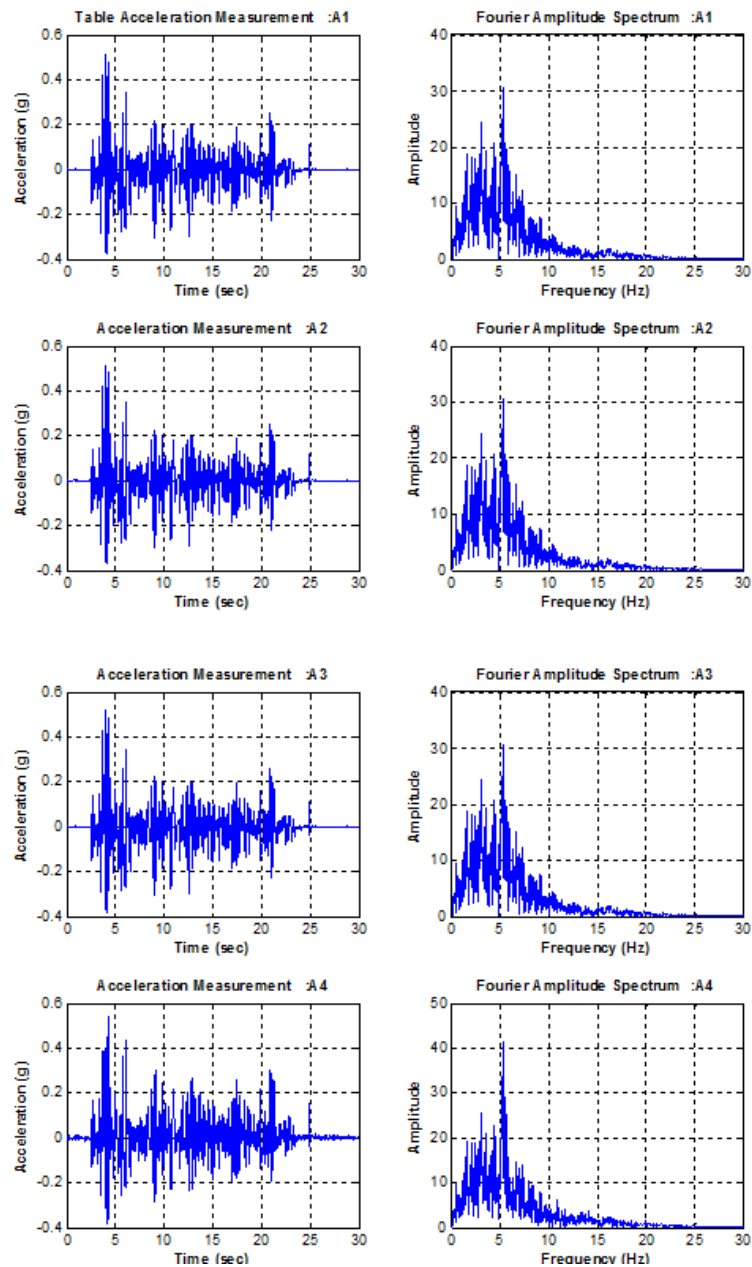 Table Acceleration Measurement :A1
Acceleration (g)
0.6
0.4
0.2
0
-0.2
-0.4
0 5 10 15 20 25 30
Time (sec)
Fourier Amplitude Spectrum :A1
Amplitude
40
30
20
10
0
0 5 10 15 20 25 30
Frequency (Hz)
Acceleration Measurement :A2
Acceleration (g)
0.6
0.4
0.2
0
-0.2
-0.4
0 5 10 15 20 25 30
Time (sec)
Fourier Amplitude Spectrum :A2
Amplitude
40
30
20
10
0
0 5 10 15 20 25 30
Frequency (Hz)
Acceleration Measurement :A3
Acceleration (g)
0.6
0.4
0.2
0
-0.2
-0.4
0 5 10 15 20 25 30
Time (sec)
Fourier Amplitude Spectrum :A3
Amplitude
40
30
20
10
0
0 5 10 15 20 25 30
Frequency (Hz)
Acceleration Measurement :A4
Acceleration (g)
0.6
0.4
0.2
0
-0.2
-0.4
0 5 10 15 20 25 30
Time (sec)
Fourier Amplitude Spectrum :A4
Amplitude
50
40
30
20
10
0
0 5 10 15 20 25 30
Frequency (Hz)